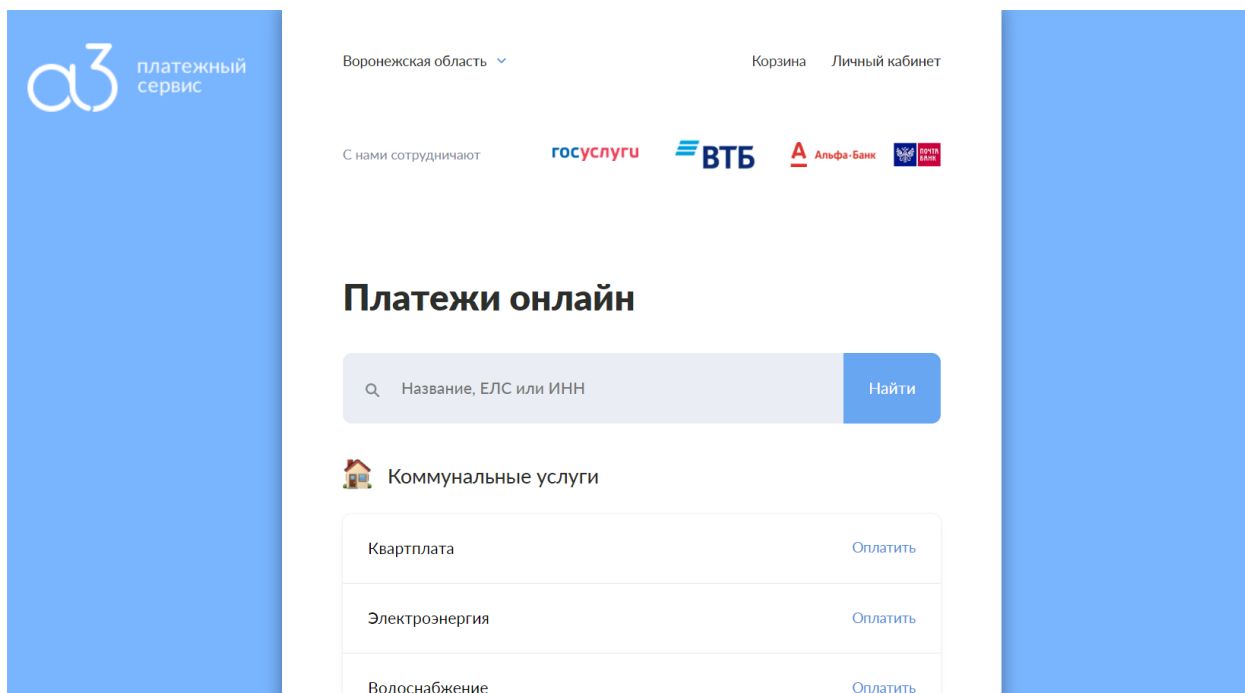 а3 платежный
сервис
Воронежская область
Корзина
Личный кабинет
С нами сотрудничают
госуслуги
ВТБ
Альфа·Банк
ПОЧТА
БАНК
Платежи онлайн
Название, ЕЛС или ИНН
Найти
Коммунальные услуги
Квартплата
Оплатить
Электроэнергия
Оплатить
Водоснабжение
Оплатить